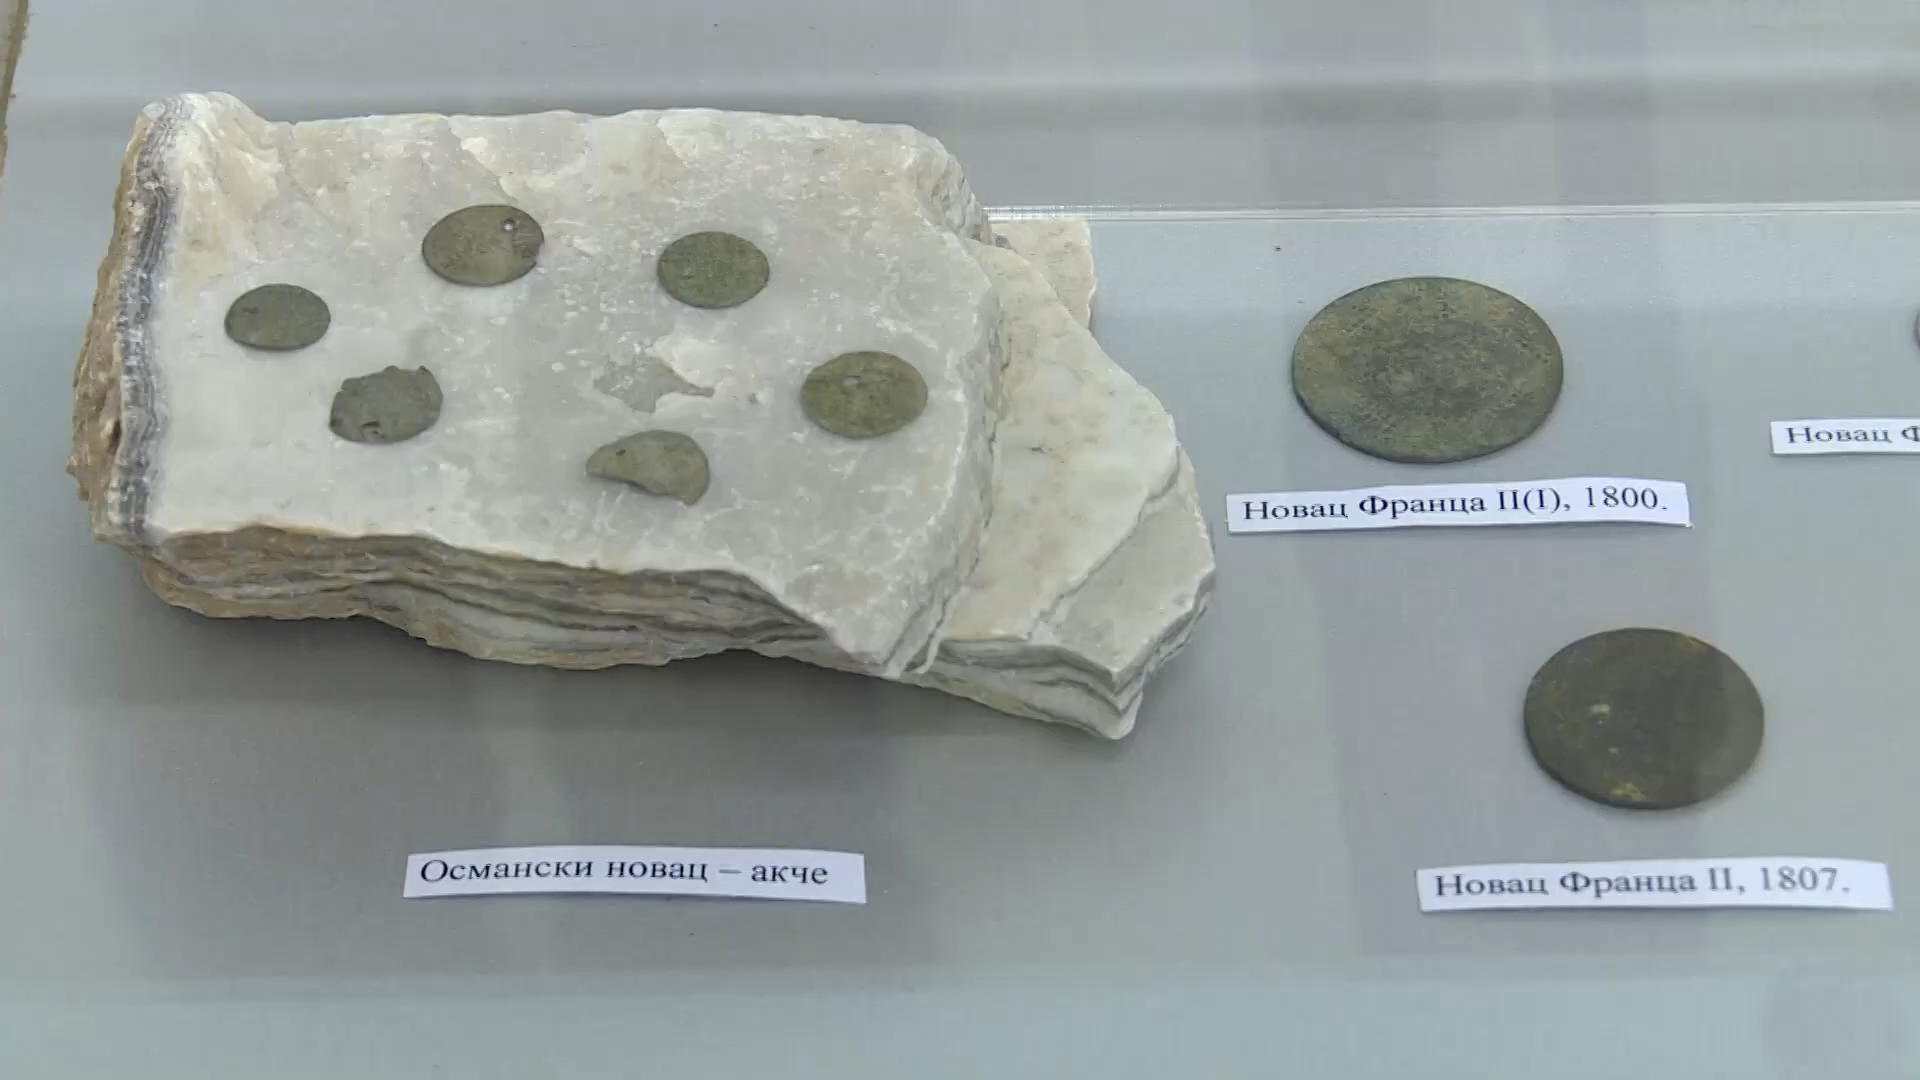 Новац Ф
Новац Франца II(I), 1800.
Османски новац – акче
Новац Франца II, 1807.